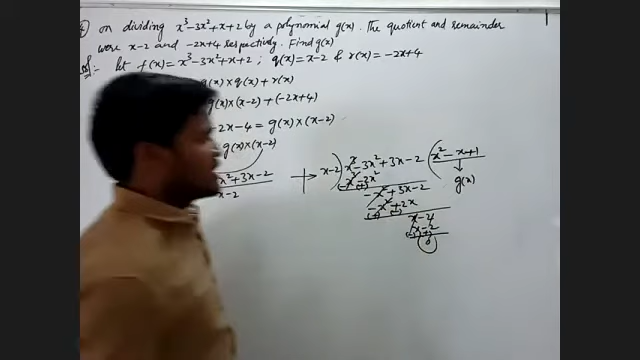 on dividing x³-3x²+x+2 by a polynomial g(x). The quotient and remainder
were x-2 and -2x+4 respectively. Find g(x)
Sol:- let f(x) = x³-3x²+x+2 ; q(x) = x-2 & r(x) = -2x+4
g(x) × q(x) + r(x)
g(x) × (x-2) + (-2x+4)
-2x-4 = g(x) × (x-2)
g(x) × (x-2)
x²+3x-2
x-2
x-2) x³-3x²+3x-2 (x²-x+1
x³-2x²
g(x)
-x²+3x-2
-x²+2x
x-2
x-2
0